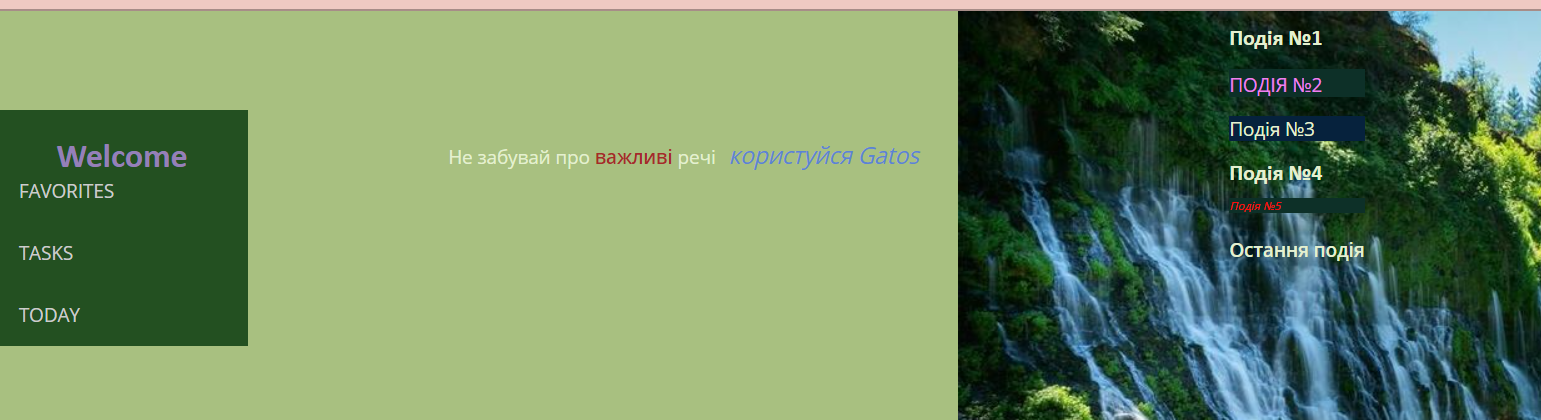 Welcome
FAVORITES
TASKS
TODAY
Не забувай про важливі речі користуйся Gatos
Подія №1
ПОДІЯ №2
Подія №3
Подія №4
Подія №5
Остання подія